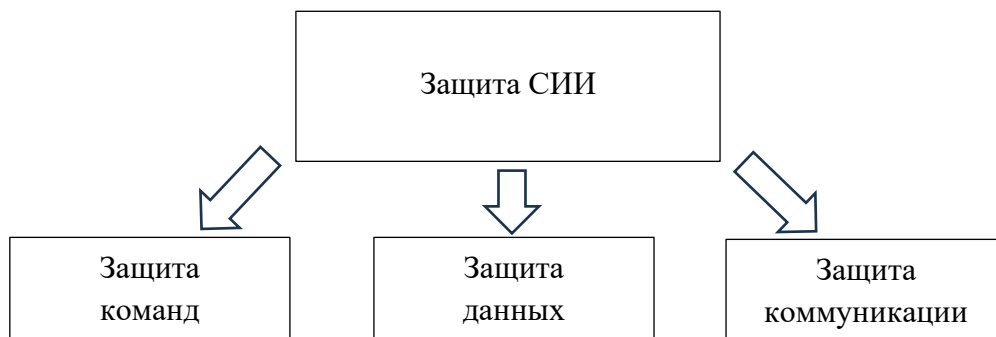 Защита СИИ
Защита
команд
Защита
данных
Защита
коммуникации